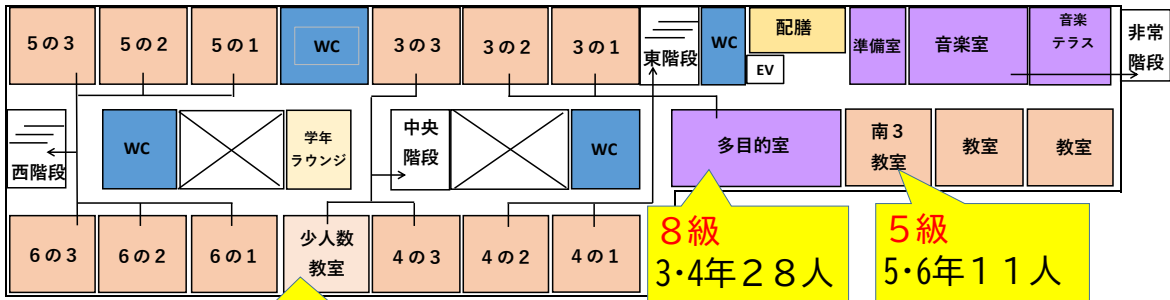 ５の３
５の２
５の１
WC
３の３
３の２
３の１
東階段
WC
配膳
EV
準備室
音楽室
音楽
テラス
非常
階段
西階段
WC
学年
ラウンジ
中央
階段
WC
多目的室
南３
教室
教室
教室
６の３
６の２
６の１
少人数
教室
４の３
４の２
４の１
８級
3・4年２８人
５級
5・6年１１人